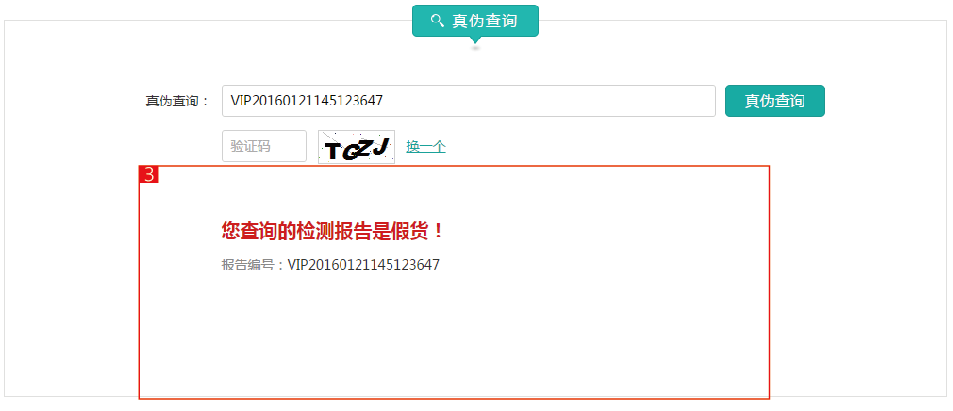 真伪查询
真伪查询： VIP20160121145123647 真伪查询
验证码 TGZJ 换一个
3
您查询的检测报告是假货！
报告编号：VIP20160121145123647